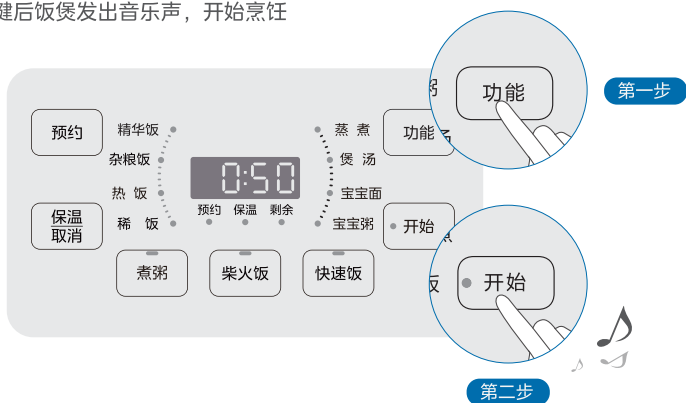 键后饭煲发出音乐声，开始烹饪
功能
第一步
预约
精华饭
蒸煮
功能
杂粮饭
煲汤
0:50
热饭
宝宝面
预约 保温 剩余
保温
取消
稀饭
宝宝粥
开始
煮粥
柴火饭
快速饭
开始
第二步